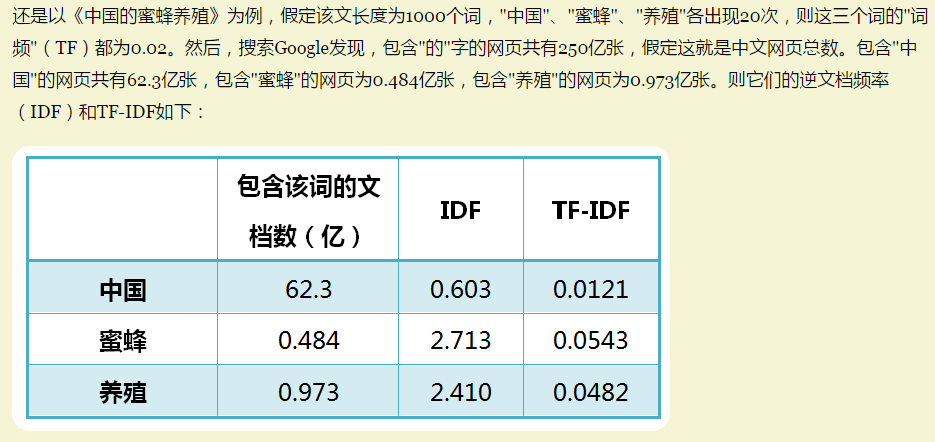 还是以《中国的蜜蜂养殖》为例，假定该文长度为1000个词，"中国"、"蜜蜂"、"养殖"各出现20次，则这三个词的"词
频"（TF）都为0.02。然后，搜索Google发现，包含"的"字的网页共有250亿张，假定这就是中文网页总数。包含"中
国"的网页共有62.3亿张，包含"蜜蜂"的网页为0.484亿张，包含"养殖"的网页为0.973亿张。则它们的逆文档频率
（IDF）和TF-IDF如下：
包含该词的文
档数（亿） IDF TF-IDF
中国 62.3 0.603 0.0121
蜜蜂 0.484 2.713 0.0543
养殖 0.973 2.410 0.0482